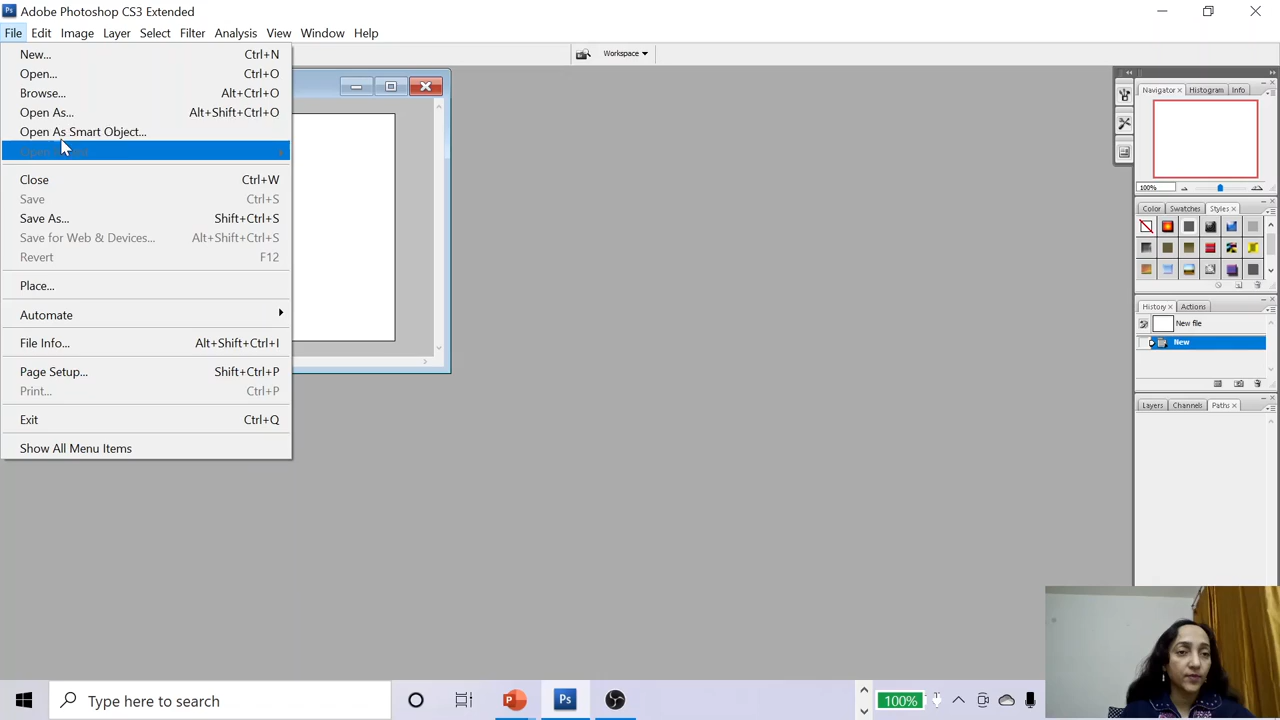 Adobe Photoshop CS3 Extended
File Edit Image Layer Select Filter Analysis View Window Help
Workspace
New... Ctrl+N
Open... Ctrl+O
Browse... Alt+Ctrl+O
Open As... Alt+Shift+Ctrl+O
Open As Smart Object...
Close Ctrl+W
Save Ctrl+S
Save As... Shift+Ctrl+S
Save for Web & Devices... Alt+Shift+Ctrl+S
Revert F12
Place...
Automate
File Info... Alt+Shift+Ctrl+I
Page Setup... Shift+Ctrl+P
Print... Ctrl+P
Exit Ctrl+Q
Show All Menu Items
Navigator Histogram Info
100%
Color Swatches Styles
History Actions
New file
New
Layers Channels Paths
Type here to search
100%